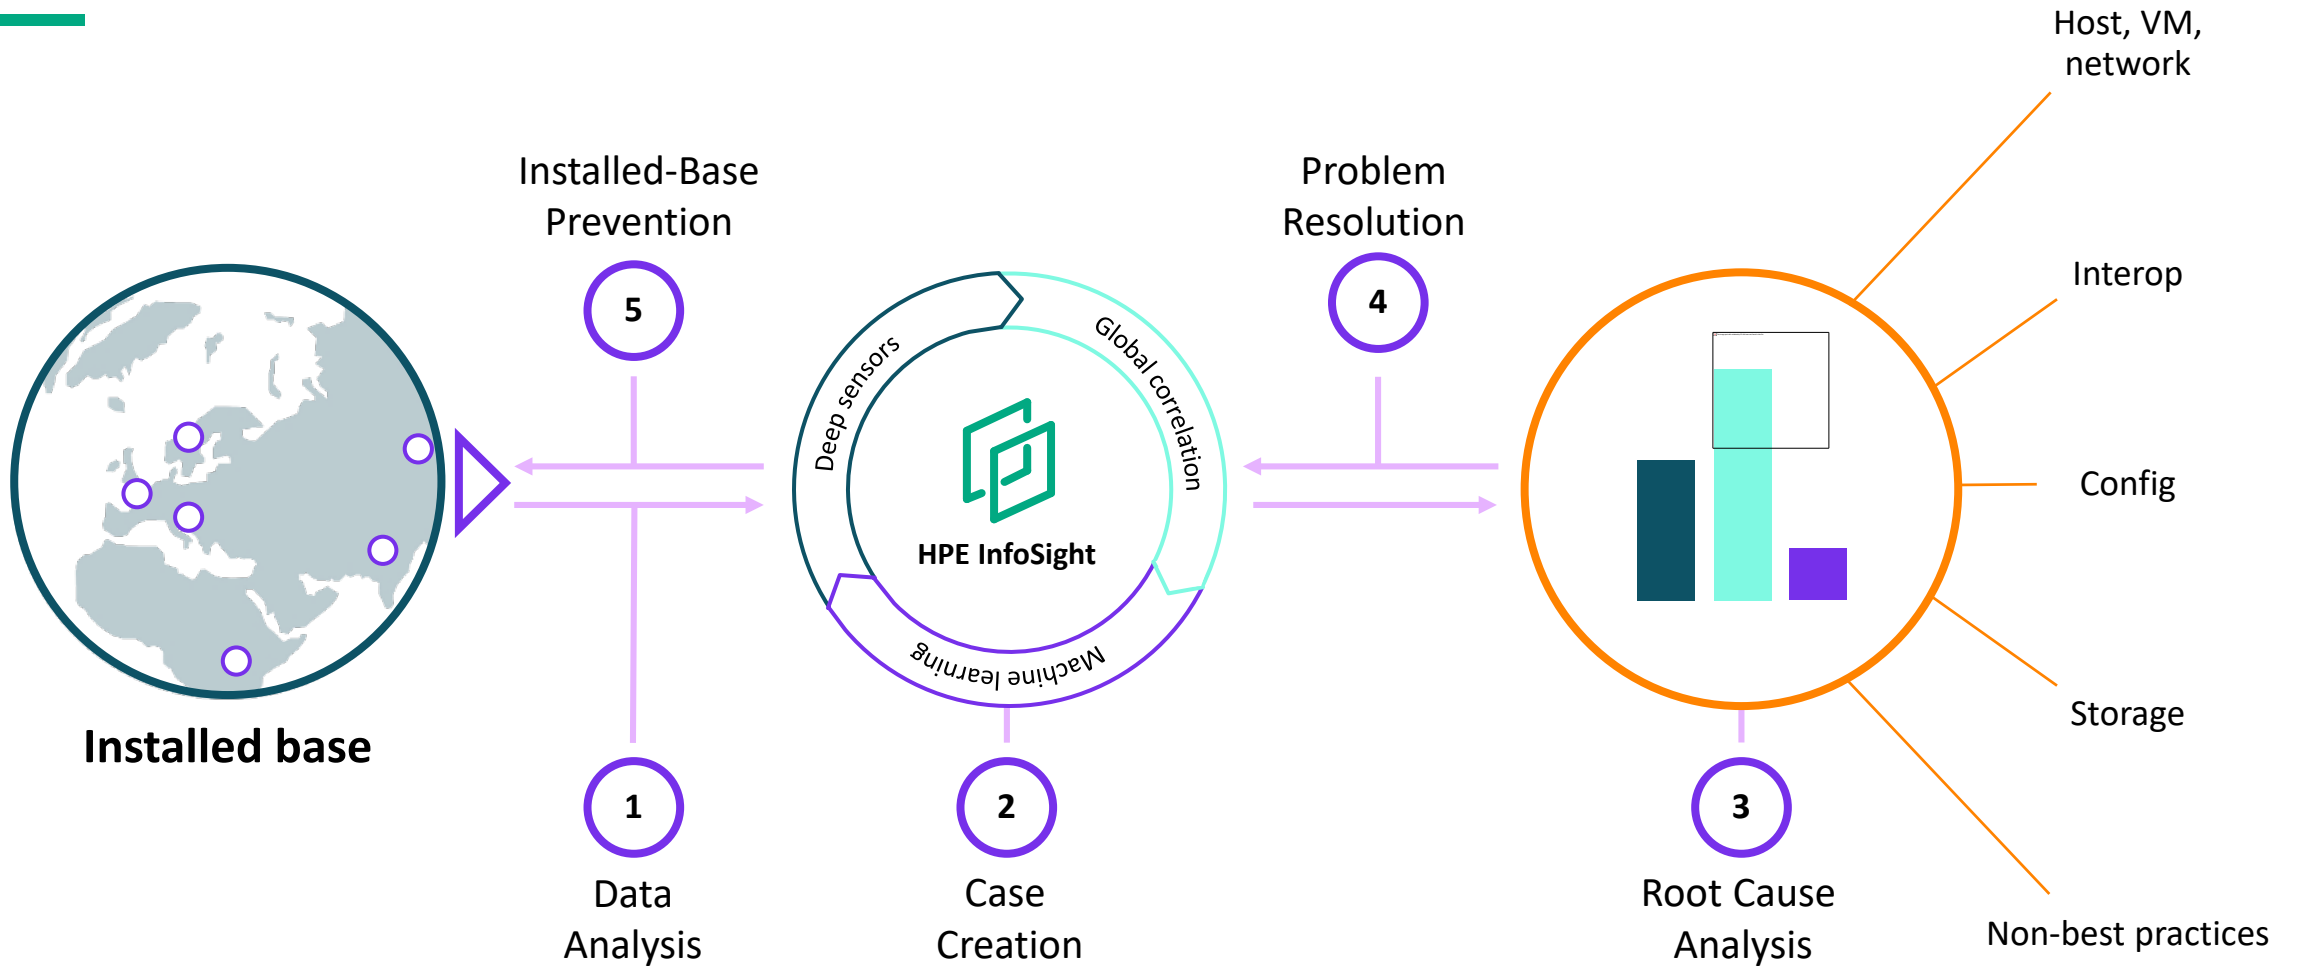 Host, VM,
network
Installed-Base
Prevention
5
Problem
Resolution
4
Interop
Deep sensors
Global correlation
Machine learning
HPE InfoSight
Config
Storage
Installed base
1
Data
Analysis
2
Case
Creation
3
Root Cause
Analysis
Non-best practices